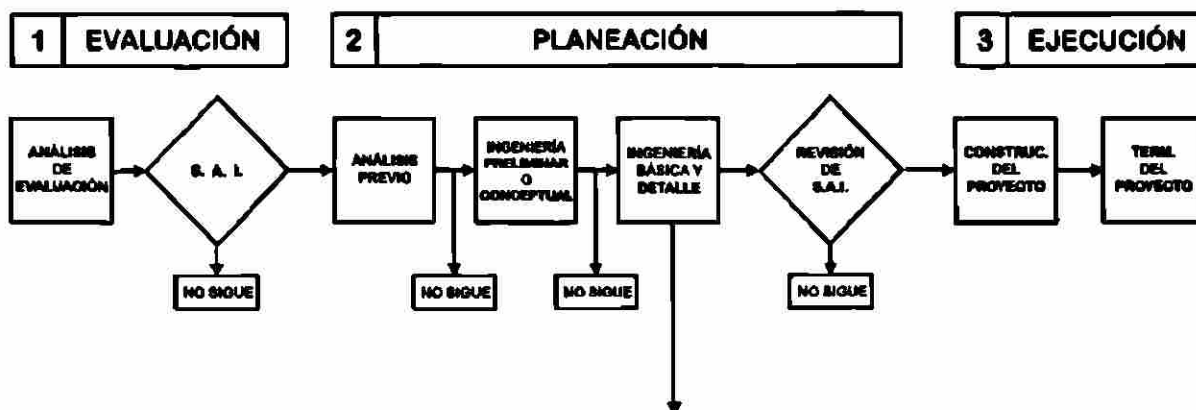 1 EVALUACIÓN
2 PLANEACIÓN
3 EJECUCIÓN
ANÁLISIS
DE
EVALUACIÓN
S. A. I.
ANÁLISIS
PREVIO
INGENIERÍA
PRELIMINAR
O
CONCEPTUAL
INGENIERÍA
BÁSICA Y
DETALLE
REVISIÓN
DE
S.A.I.
CONSTRUC.
DEL
PROYECTO
TERM.
DEL
PROYECTO
NO SIGUE
NO SIGUE
NO SIGUE
NO SIGUE